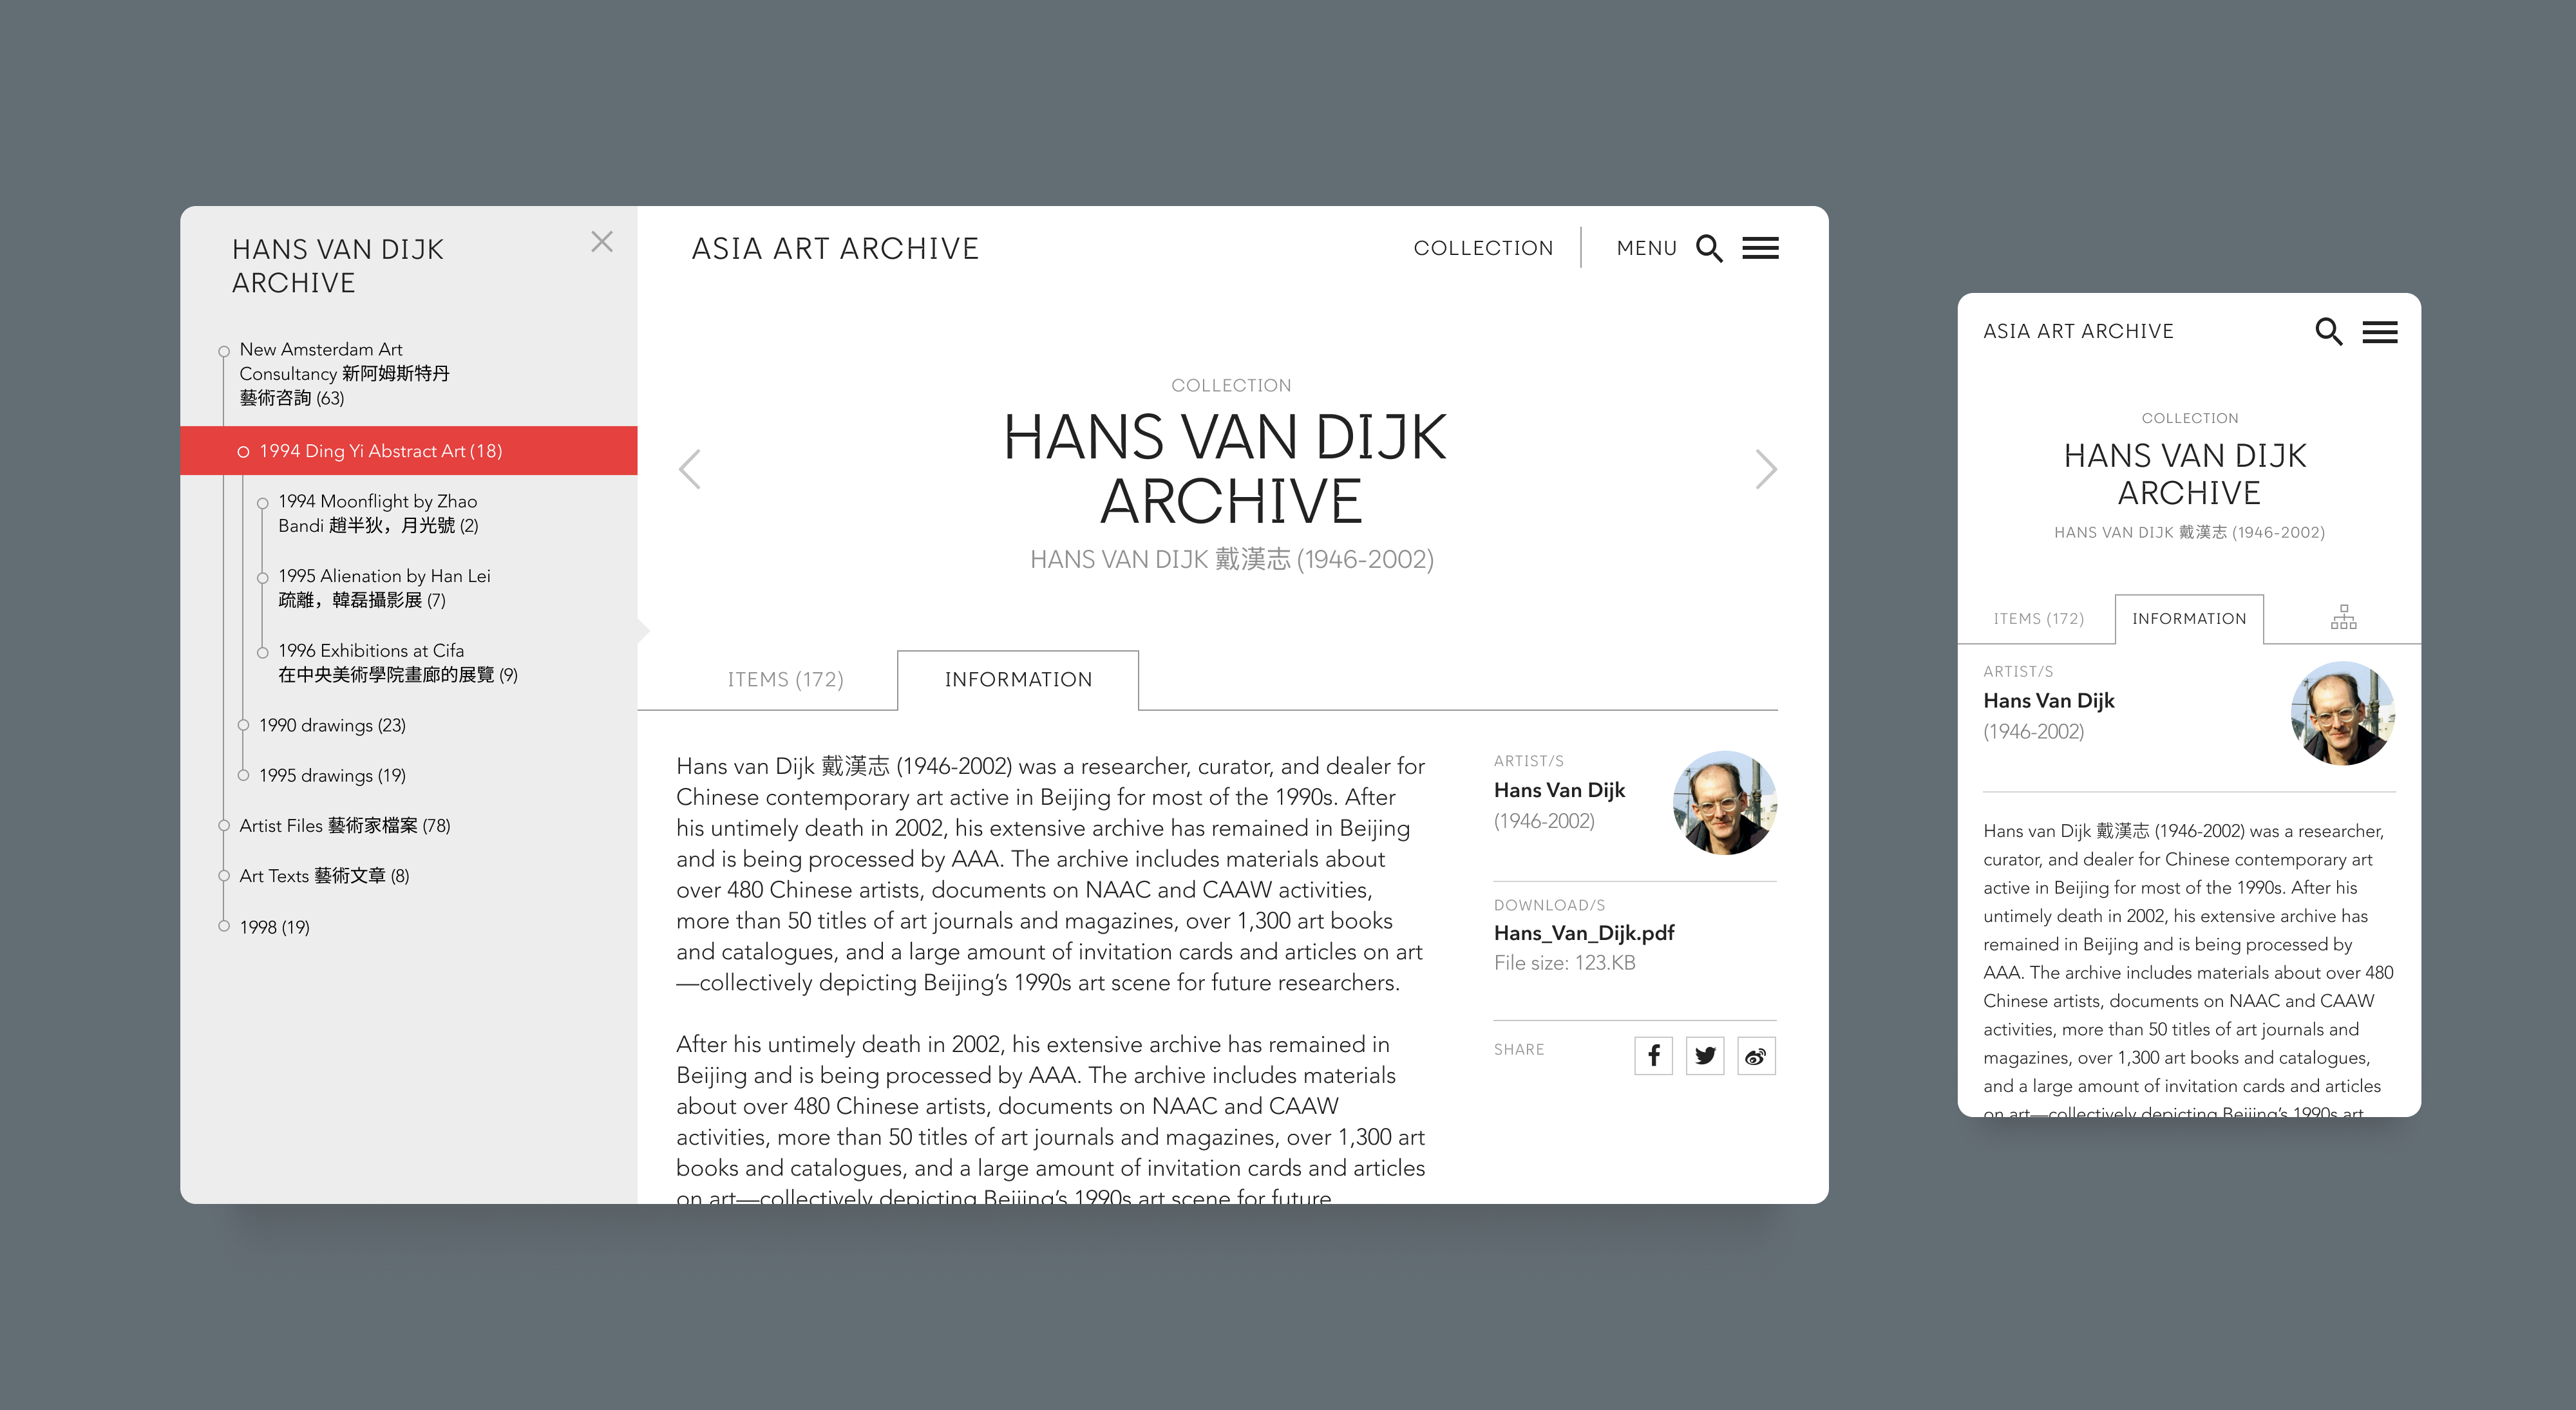 HANS VAN DIJK
ARCHIVE
New Amsterdam Art
Consultancy 新阿姆斯特丹
藝術咨詢 (63)
1994 Ding Yi Abstract Art (18)
1994 Moonflight by Zhao
Bandi 趙半狄，月光號 (2)
1995 Alienation by Han Lei
疏離，韓磊攝影展 (7)
1996 Exhibitions at Cifa
在中央美術學院畫廊的展覽 (9)
1990 drawings (23)
1995 drawings (19)
Artist Files 藝術家檔案 (78)
Art Texts 藝術文章 (8)
1998 (19)
ASIA ART ARCHIVE
COLLECTION
MENU
COLLECTION
HANS VAN DIJK
ARCHIVE
HANS VAN DIJK 戴漢志 (1946-2002)
ITEMS (172)
INFORMATION
Hans van Dijk 戴漢志 (1946-2002) was a researcher, curator, and dealer for
Chinese contemporary art active in Beijing for most of the 1990s. After
his untimely death in 2002, his extensive archive has remained in Beijing
and is being processed by AAA. The archive includes materials about
over 480 Chinese artists, documents on NAAC and CAAW activities,
more than 50 titles of art journals and magazines, over 1,300 art books
and catalogues, and a large amount of invitation cards and articles on art
—collectively depicting Beijing’s 1990s art scene for future researchers.
After his untimely death in 2002, his extensive archive has remained in
Beijing and is being processed by AAA. The archive includes materials
about over 480 Chinese artists, documents on NAAC and CAAW
activities, more than 50 titles of art journals and magazines, over 1,300 art
books and catalogues, and a large amount of invitation cards and articles
on art—collectively depicting Beijing’s 1990s art scene for future
ARTIST/S
Hans Van Dijk
(1946-2002)
DOWNLOAD/S
Hans_Van_Dijk.pdf
File size: 123.KB
SHARE
ASIA ART ARCHIVE
COLLECTION
HANS VAN DIJK
ARCHIVE
HANS VAN DIJK 戴漢志 (1946-2002)
ITEMS (172)
INFORMATION
ARTIST/S
Hans Van Dijk
(1946-2002)
Hans van Dijk 戴漢志 (1946-2002) was a researcher,
curator, and dealer for Chinese contemporary art
active in Beijing for most of the 1990s. After his
untimely death in 2002, his extensive archive has
remained in Beijing and is being processed by
AAA. The archive includes materials about over 480
Chinese artists, documents on NAAC and CAAW
activities, more than 50 titles of art journals and
magazines, over 1,300 art books and catalogues,
and a large amount of invitation cards and articles
on art—collectively depicting Beijing’s 1990s art